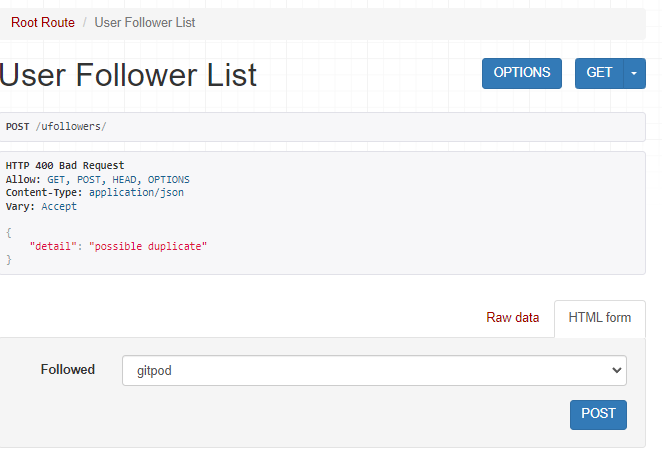 Root Route / User Follower List
User Follower List
OPTIONS
GET
POST /ufollowers/
HTTP 400 Bad Request
Allow: GET, POST, HEAD, OPTIONS
Content-Type: application/json
Vary: Accept
{
"detail": "possible duplicate"
}
Raw data
HTML form
Followed
gitpod
POST